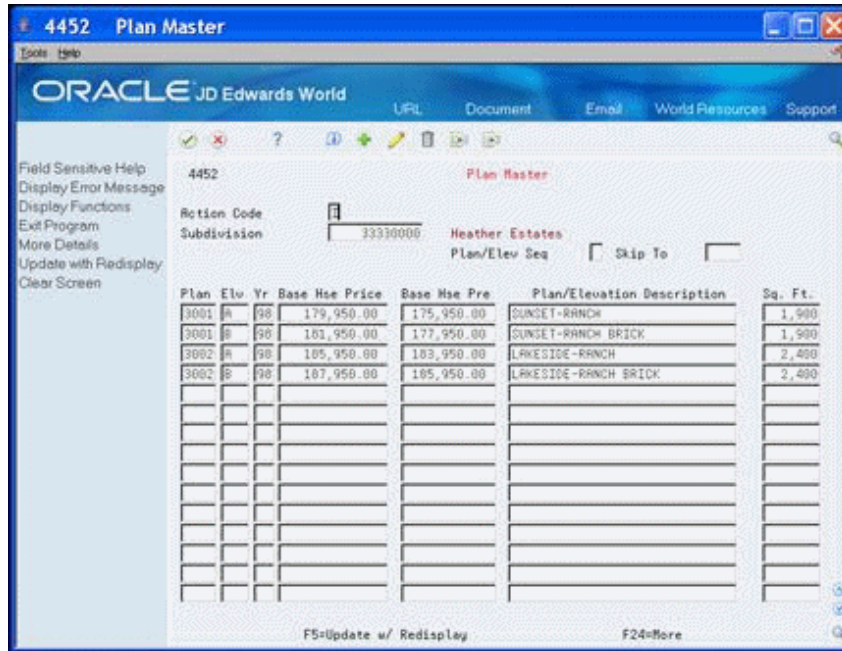 4452 Plan Master
Tools Help
ORACLE JD Edwards World
URL Document Email World Resources Support
?
Field Sensitive Help
Display Error Message
Display Functions
Exit Program
More Details
Update with Redisplay
Clear Screen
4452 Plan Master
Action Code I
Subdivision 33330000 Heather Estates
Plan/Elev Seq Skip To
Plan Elv Yr Base Hse Price Base Hse Pre Plan/Elevation Description Sq. Ft.
3001 A 98 179,950.00 175,950.00 SUNSET-RANCH 1,900
3001 B 98 181,950.00 177,950.00 SUNSET-RANCH BRICK 1,900
3002 A 98 185,950.00 183,950.00 LAKESIDE-RANCH 2,400
3002 B 98 187,950.00 185,950.00 LAKESIDE-RANCH BRICK 2,400
F5=Update w/ Redisplay F24=More